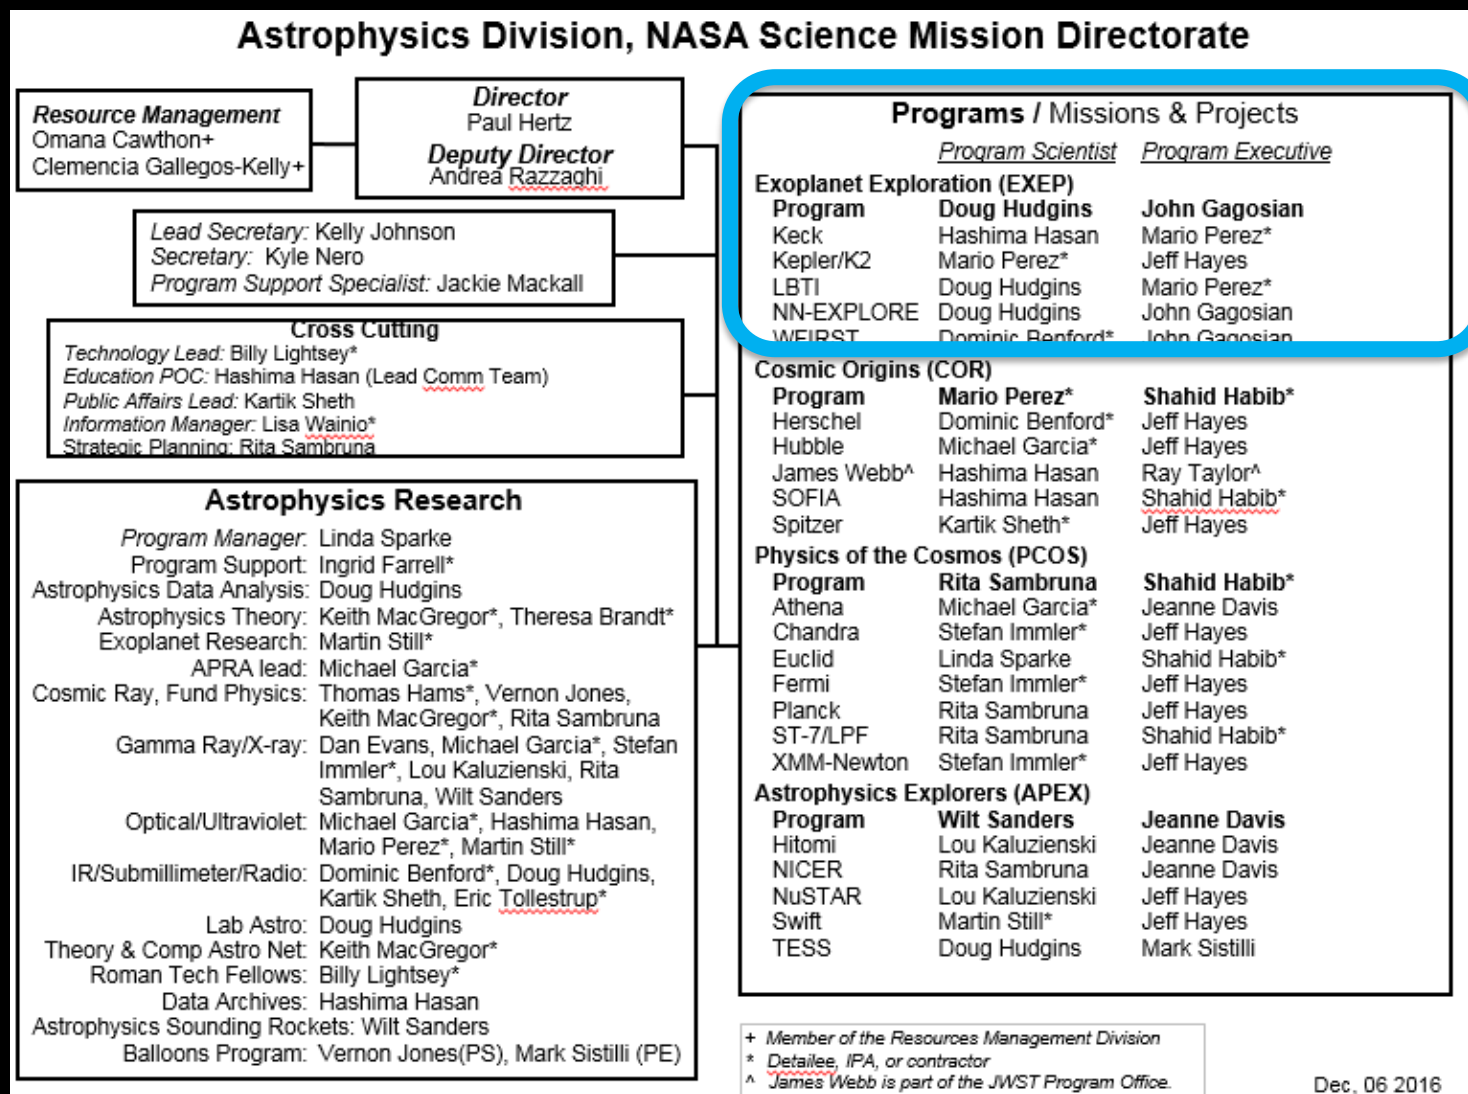 Astrophysics Division, NASA Science Mission Directorate
Resource Management
Omana Cawthon+
Clemencia Gallegos-Kelly+
Director
Paul Hertz
Deputy Director
Andrea Razzaghi
Lead Secretary: Kelly Johnson
Secretary: Kyle Nero
Program Support Specialist: Jackie Mackall
Cross Cutting
Technology Lead: Billy Lightsey*
Education POC: Hashima Hasan (Lead Comm Team)
Public Affairs Lead: Kartik Sheth
Information Manager: Lisa Wainio*
Strategic Planning: Rita Sambruna
Astrophysics Research
Program Manager: Linda Sparke
Program Support: Ingrid Farrell*
Astrophysics Data Analysis: Doug Hudgins
Astrophysics Theory: Keith MacGregor*, Theresa Brandt*
Exoplanet Research: Martin Still*
APRA lead: Michael Garcia*
Cosmic Ray, Fund Physics: Thomas Hams*, Vernon Jones,
Keith MacGregor*, Rita Sambruna
Gamma Ray/X-ray: Dan Evans, Michael Garcia*, Stefan
Immler*, Lou Kaluzienski, Rita
Sambruna, Wilt Sanders
Optical/Ultraviolet: Michael Garcia*, Hashima Hasan,
Mario Perez*, Martin Still*
IR/Submillimeter/Radio: Dominic Benford*, Doug Hudgins,
Kartik Sheth, Eric Tollestrup*
Lab Astro: Doug Hudgins
Theory & Comp Astro Net: Keith MacGregor*
Roman Tech Fellows: Billy Lightsey*
Data Archives: Hashima Hasan
Astrophysics Sounding Rockets: Wilt Sanders
Balloons Program: Vernon Jones(PS), Mark Sistilli (PE)
Programs / Missions & Projects
Program Scientist Program Executive
Exoplanet Exploration (EXEP)
Program Doug Hudgins John Gagosian
Keck Hashima Hasan Mario Perez*
Kepler/K2 Mario Perez* Jeff Hayes
LBTI Doug Hudgins Mario Perez*
NN-EXPLORE Doug Hudgins John Gagosian
WFIRST Dominic Benford* John Gagosian
Cosmic Origins (COR)
Program Mario Perez* Shahid Habib*
Herschel Dominic Benford* Jeff Hayes
Hubble Michael Garcia* Jeff Hayes
James Webb^ Hashima Hasan Ray Taylor^
SOFIA Hashima Hasan Shahid Habib*
Spitzer Kartik Sheth* Jeff Hayes
Physics of the Cosmos (PCOS)
Program Rita Sambruna Shahid Habib*
Athena Michael Garcia* Jeanne Davis
Chandra Stefan Immler* Jeff Hayes
Euclid Linda Sparke Shahid Habib*
Fermi Stefan Immler* Jeff Hayes
Planck Rita Sambruna Jeff Hayes
ST-7/LPF Rita Sambruna Shahid Habib*
XMM-Newton Stefan Immler* Jeff Hayes
Astrophysics Explorers (APEX)
Program Wilt Sanders Jeanne Davis
Hitomi Lou Kaluzienski Jeanne Davis
NICER Rita Sambruna Jeanne Davis
NuSTAR Lou Kaluzienski Jeff Hayes
Swift Martin Still* Jeff Hayes
TESS Doug Hudgins Mark Sistilli
+ Member of the Resources Management Division
* Detailee, IPA, or contractor
^ James Webb is part of the JWST Program Office.
Dec, 06 2016